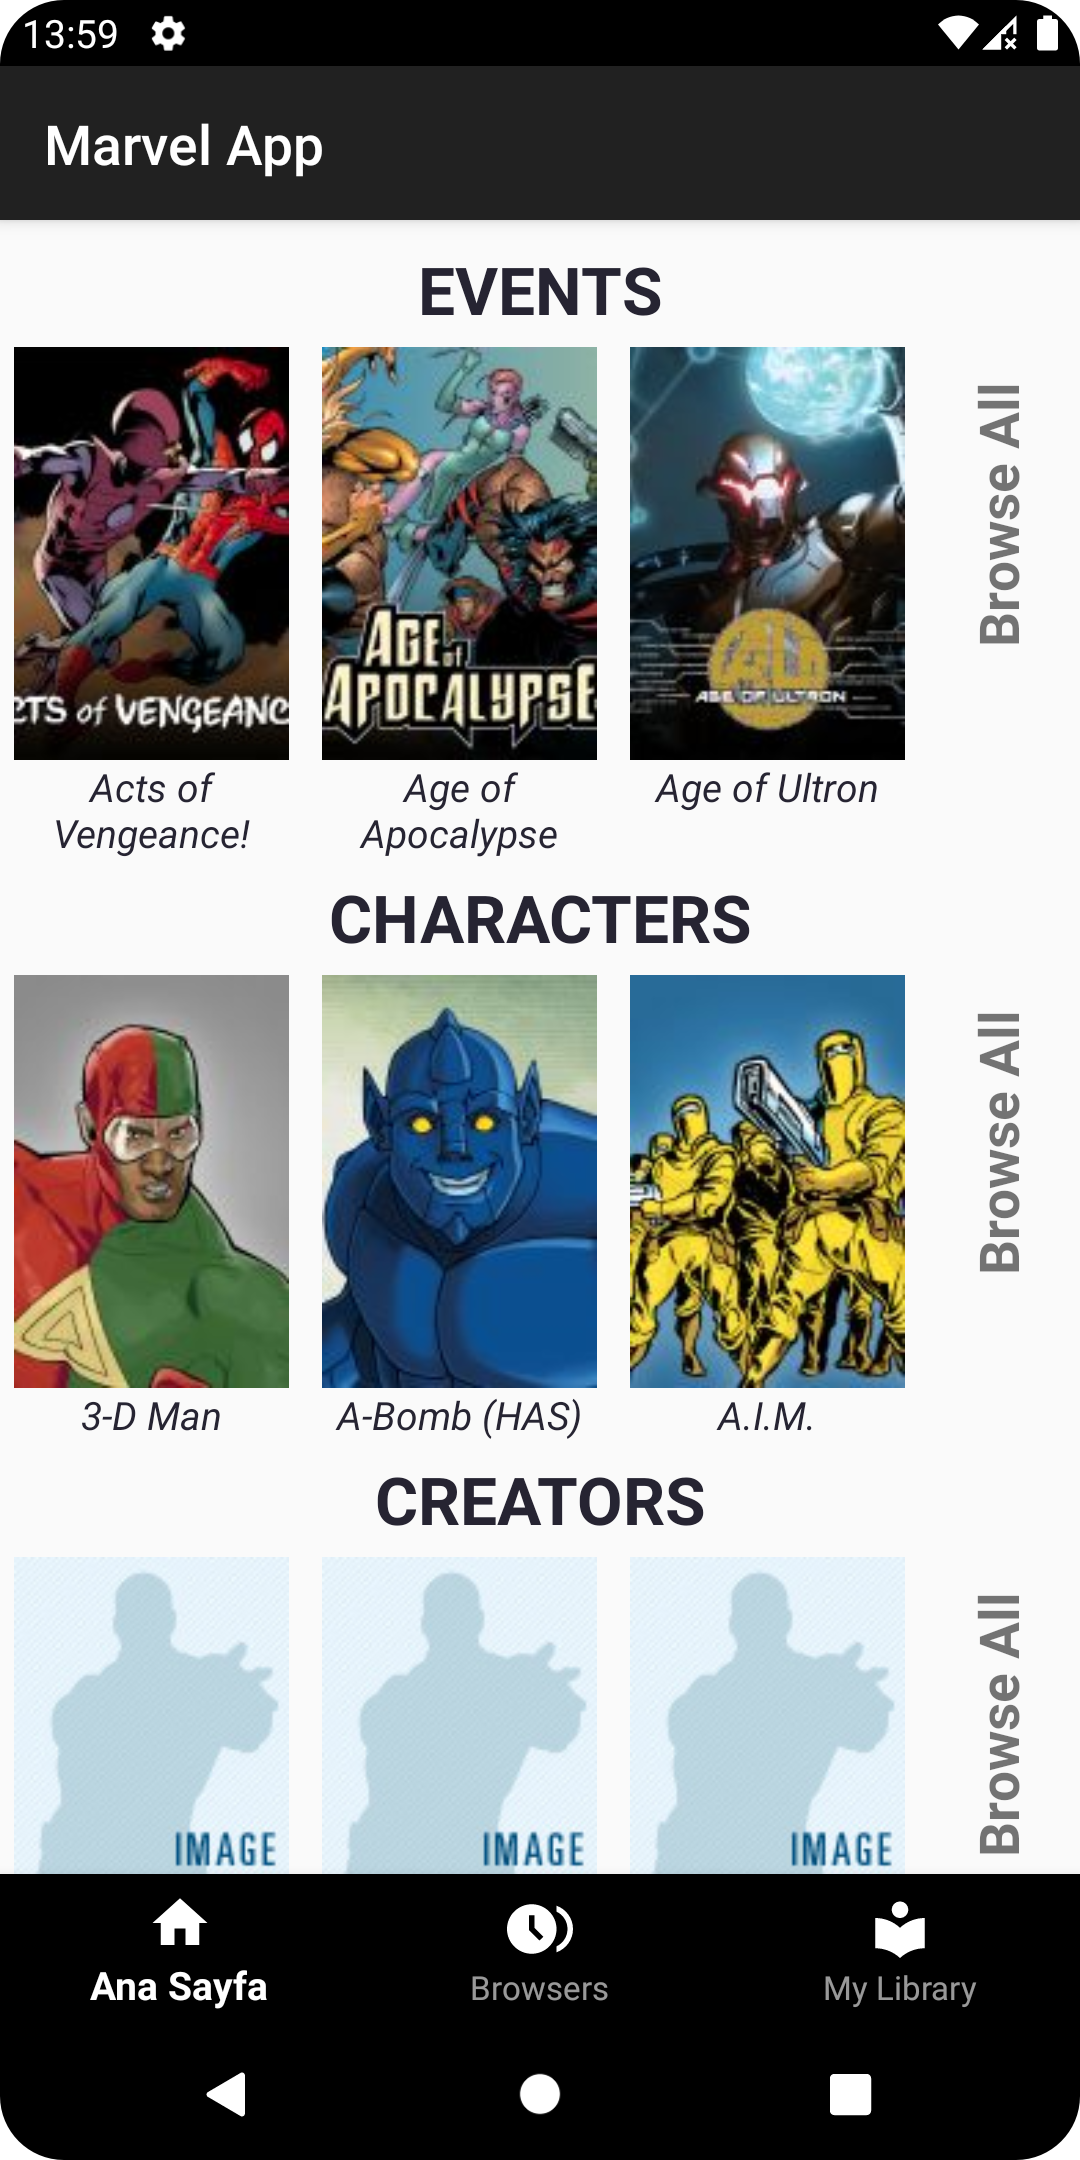 13:59
Marvel App
EVENTS
CTS of VENGEANC
AGE of
APOCALYPSE
AGE OF ULTRON
Browse All
Acts of
Vengeance!
Age of
Apocalypse
Age of Ultron
CHARACTERS
Browse All
3-D Man
A-Bomb (HAS)
A.I.M.
CREATORS
IMAGE
IMAGE
IMAGE
Browse All
Ana Sayfa
Browsers
My Library